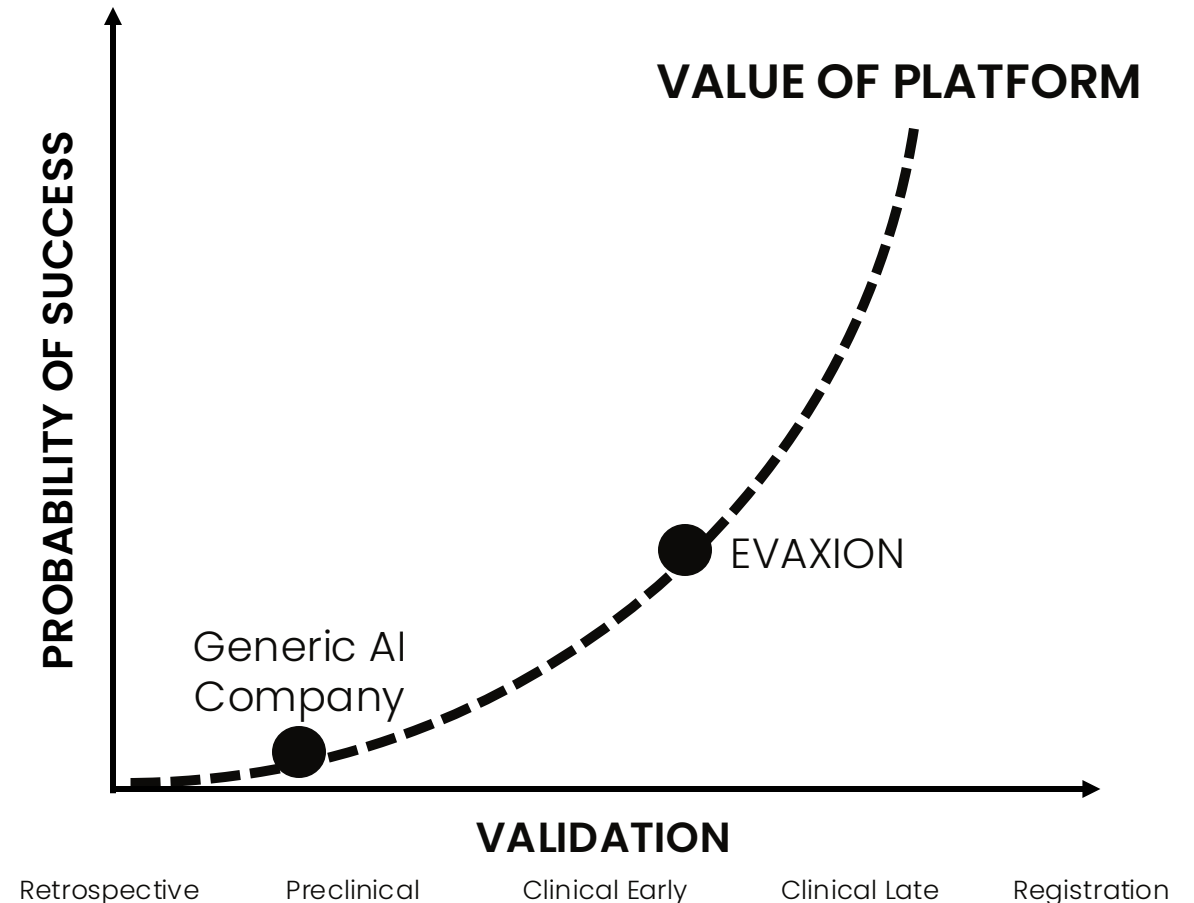 VALUE OF PLATFORM
PROBABILITY OF SUCCESS
EVAXION
Generic AI
Company
VALIDATION
Retrospective
Preclinical
Clinical Early
Clinical Late
Registration